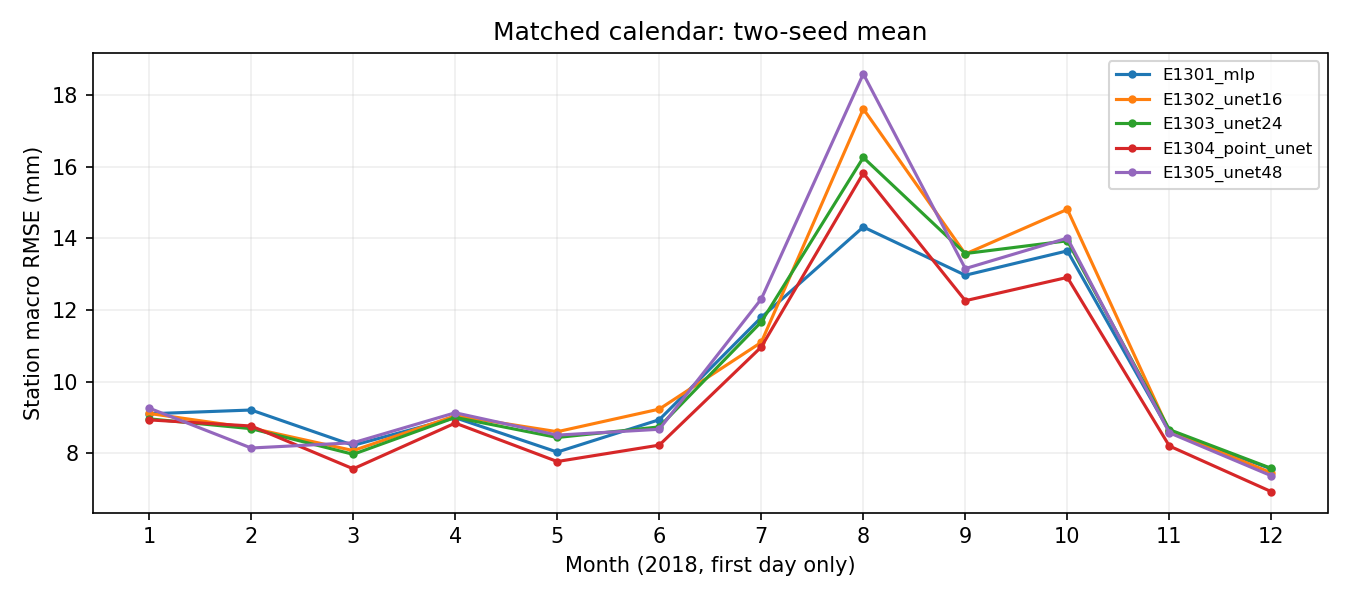 Matched calendar: two-seed mean
E1301_mlp
E1302_unet16
E1303_unet24
E1304_point_unet
E1305_unet48
Station macro RMSE (mm)
18
16
14
12
10
8
1 2 3 4 5 6 7 8 9 10 11 12
Month (2018, first day only)